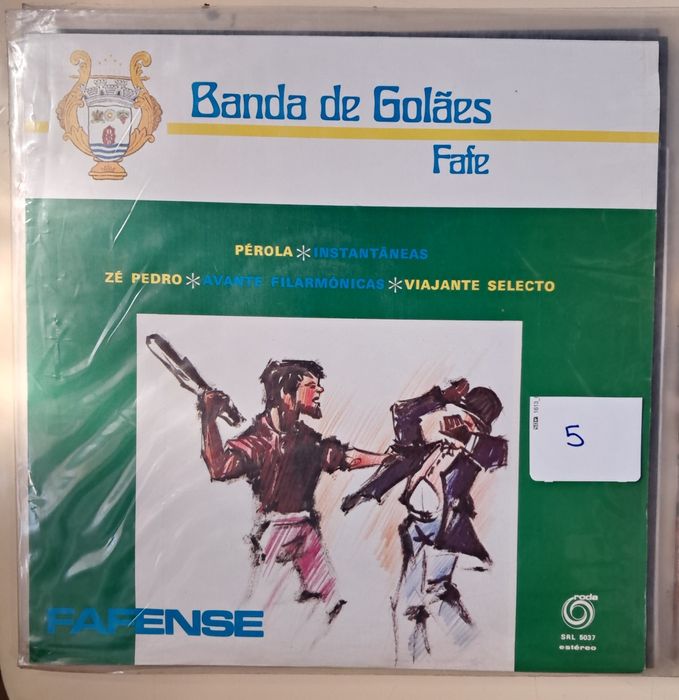 Banda de Golães
Fafe
PÉROLA * INSTANTÂNEAS
ZÉ PEDRO * AVANTE FILARMÓNICAS * VIAJANTE SELECTO
5
FAFENSE
roda
SRL 5037
estéreo